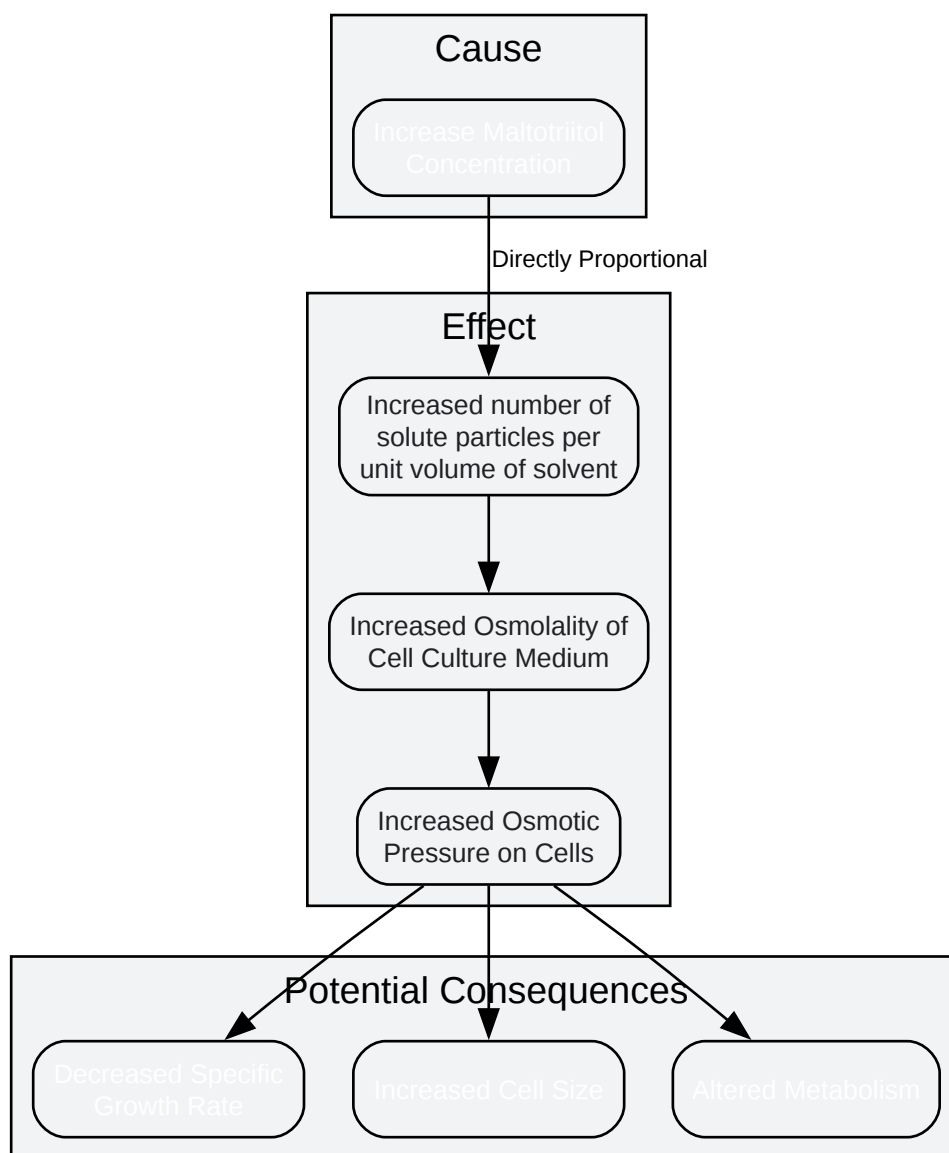 Cause
Increase Maltotriitol
Concentration
Directly Proportional
Effect
Increased number of
solute particles per
unit volume of solvent
Increased Osmolality of
Cell Culture Medium
Increased Osmotic
Pressure on Cells
Potential Consequences
Decreased Specific
Growth Rate
Increased Cell Size
Altered Metabolism